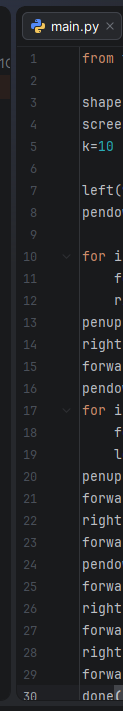 main.py
1 from
2
3 shape
4 scree
5 k=10
6
7 left(
8 pendow
9
10 for i
11 f
12 r
13 penup
14 right
15 forwa
16 pendo
17 for i
18 f
19 l
20 penup
21 forwa
22 right
23 forwa
24 pendo
25 forwa
26 right
27 forwa
28 right
29 forwa
30 done(